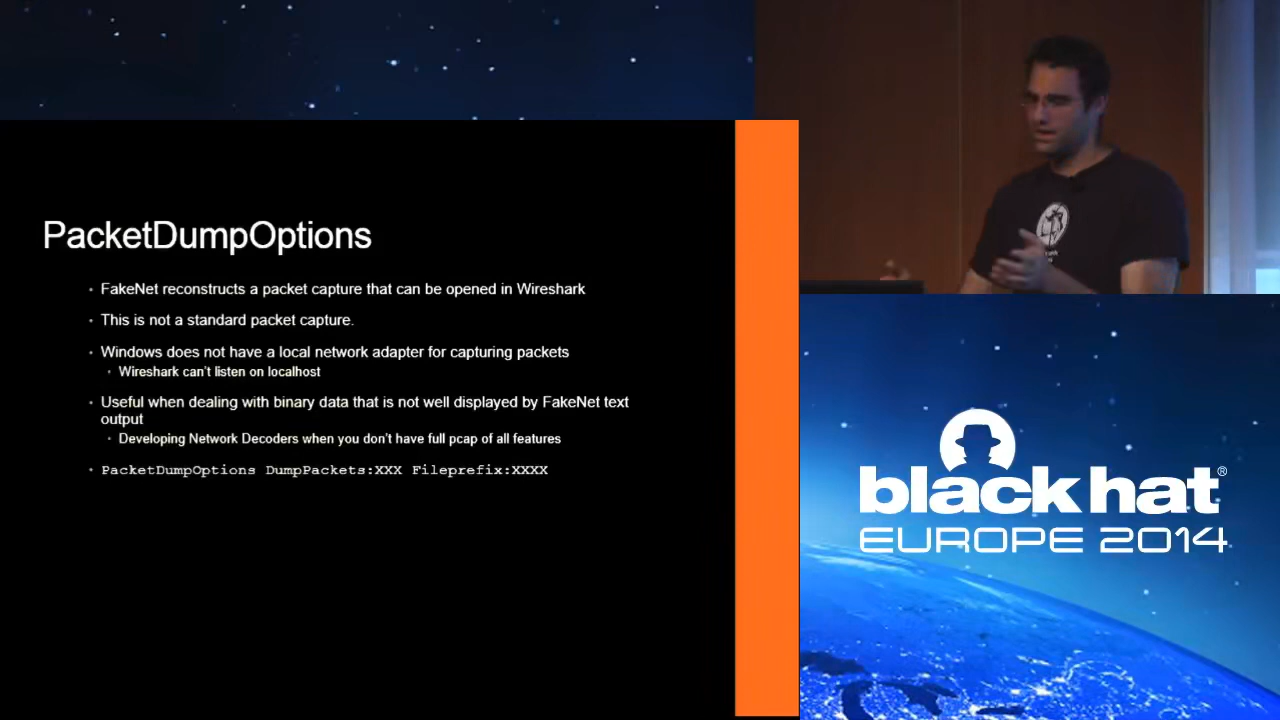 PacketDumpOptions
FakeNet reconstructs a packet capture that can be opened in Wireshark
This is not a standard packet capture.
Windows does not have a local network adapter for capturing packets
Wireshark can't listen on localhost
Useful when dealing with binary data that is not well displayed by FakeNet text
output
Developing Network Decoders when you don't have full pcap of all features
PacketDumpOptions DumpPackets:XXX Fileprefix:XXXX
black hat®
EUROPE 2014